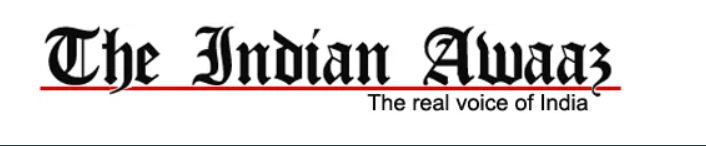 The Indian Awaaz
The real voice of India